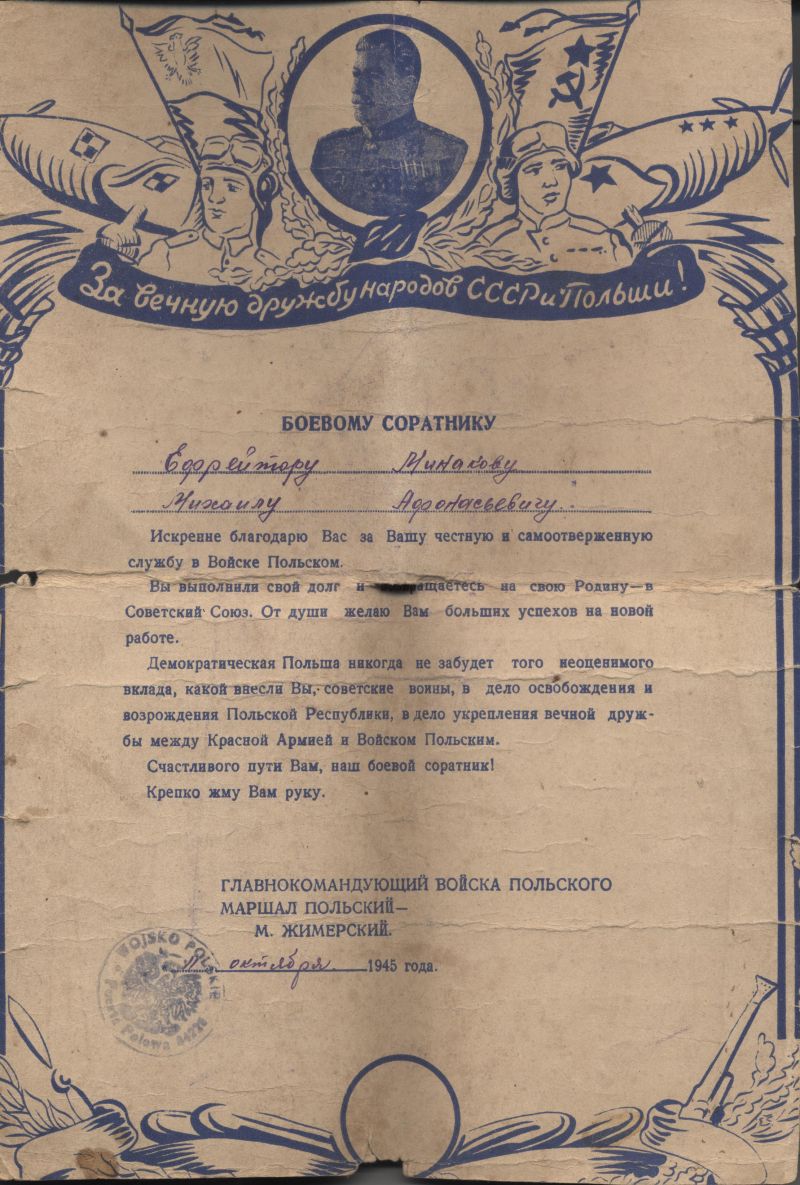 За вечную дружбу народов СССР и Польши!
БОЕВОМУ СОРАТНИКУ
Ефрейтору Минакову
Михаилу Афонасьевичу
Искренне благодарю Вас за Вашу честную и самоотверженную
службу в Войске Польском.
Вы выполнили свой долг и на свою Родину—в
Советский Союз. От души желаю Вам больших успехов на новой
работе.
Демократическая Польша никогда не забудет того неоценимого
вклада, какой внесли Вы, советские воины, в дело освобождения и
возрождения Польской Республики, в дело укрепления вечной друж-
бы между Красной Армией и Войском Польским.
Счастливого пути Вам, наш боевой соратник!
Крепко жму Вам руку.
ГЛАВНОКОМАНДУЮЩИЙ ВОЙСКА ПОЛЬСКОГО
МАРШАЛ ПОЛЬСКИЙ—
М. ЖИМЕРСКИЙ.
октября 1945 года.
WOJSKO POLSKIE
Poczta Polowa